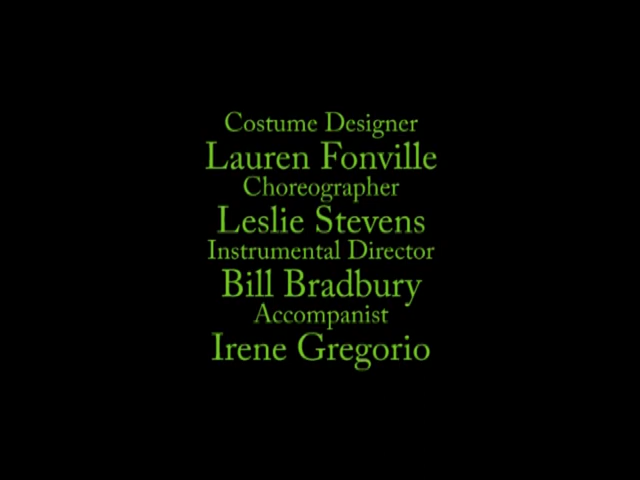 Costume Designer
Lauren Fonville
Choreographer
Leslie Stevens
Instrumental Director
Bill Bradbury
Accompanist
Irene Gregorio